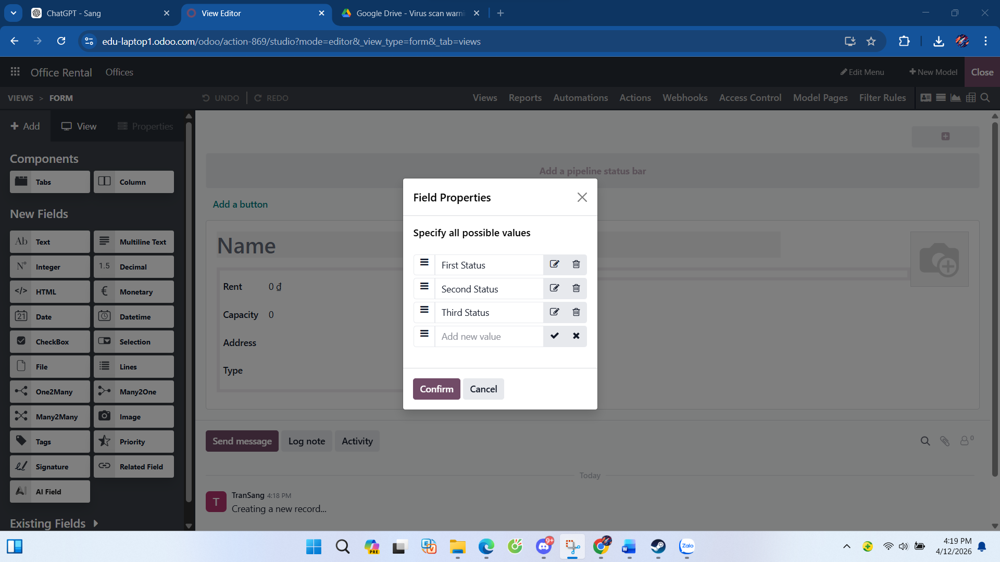 ChatGPT - Sang
View Editor
Google Drive - Virus scan warni
edu-laptop1.odoo.com/odoo/action-869/studio?mode=editor&_view_type=form&_tab=views
Office Rental
Offices
Edit Menu
New Model
Close
VIEWS > FORM
UNDO
REDO
Views
Reports
Automations
Actions
Webhooks
Access Control
Model Pages
Filter Rules
Add
View
Properties
Components
Tabs
Column
New Fields
Ab Text
Multiline Text
N° Integer
1.5 Decimal
</> HTML
€ Monetary
21 Date
Datetime
CheckBox
Selection
File
Lines
One2Many
Many2One
Many2Many
Image
Tags
Priority
Signature
Related Field
AI AI Field
Existing Fields
Add a pipeline status bar
Add a button
Name
Rent 0 ₫
Capacity 0
Address
Type
Field Properties
Specify all possible values
First Status
Second Status
Third Status
Add new value
Confirm
Cancel
Send message
Log note
Activity
0
Today
T
TranSang 4:18 PM
Creating a new record...
PRE
9+
W
Zalo
4:19 PM
4/12/2026